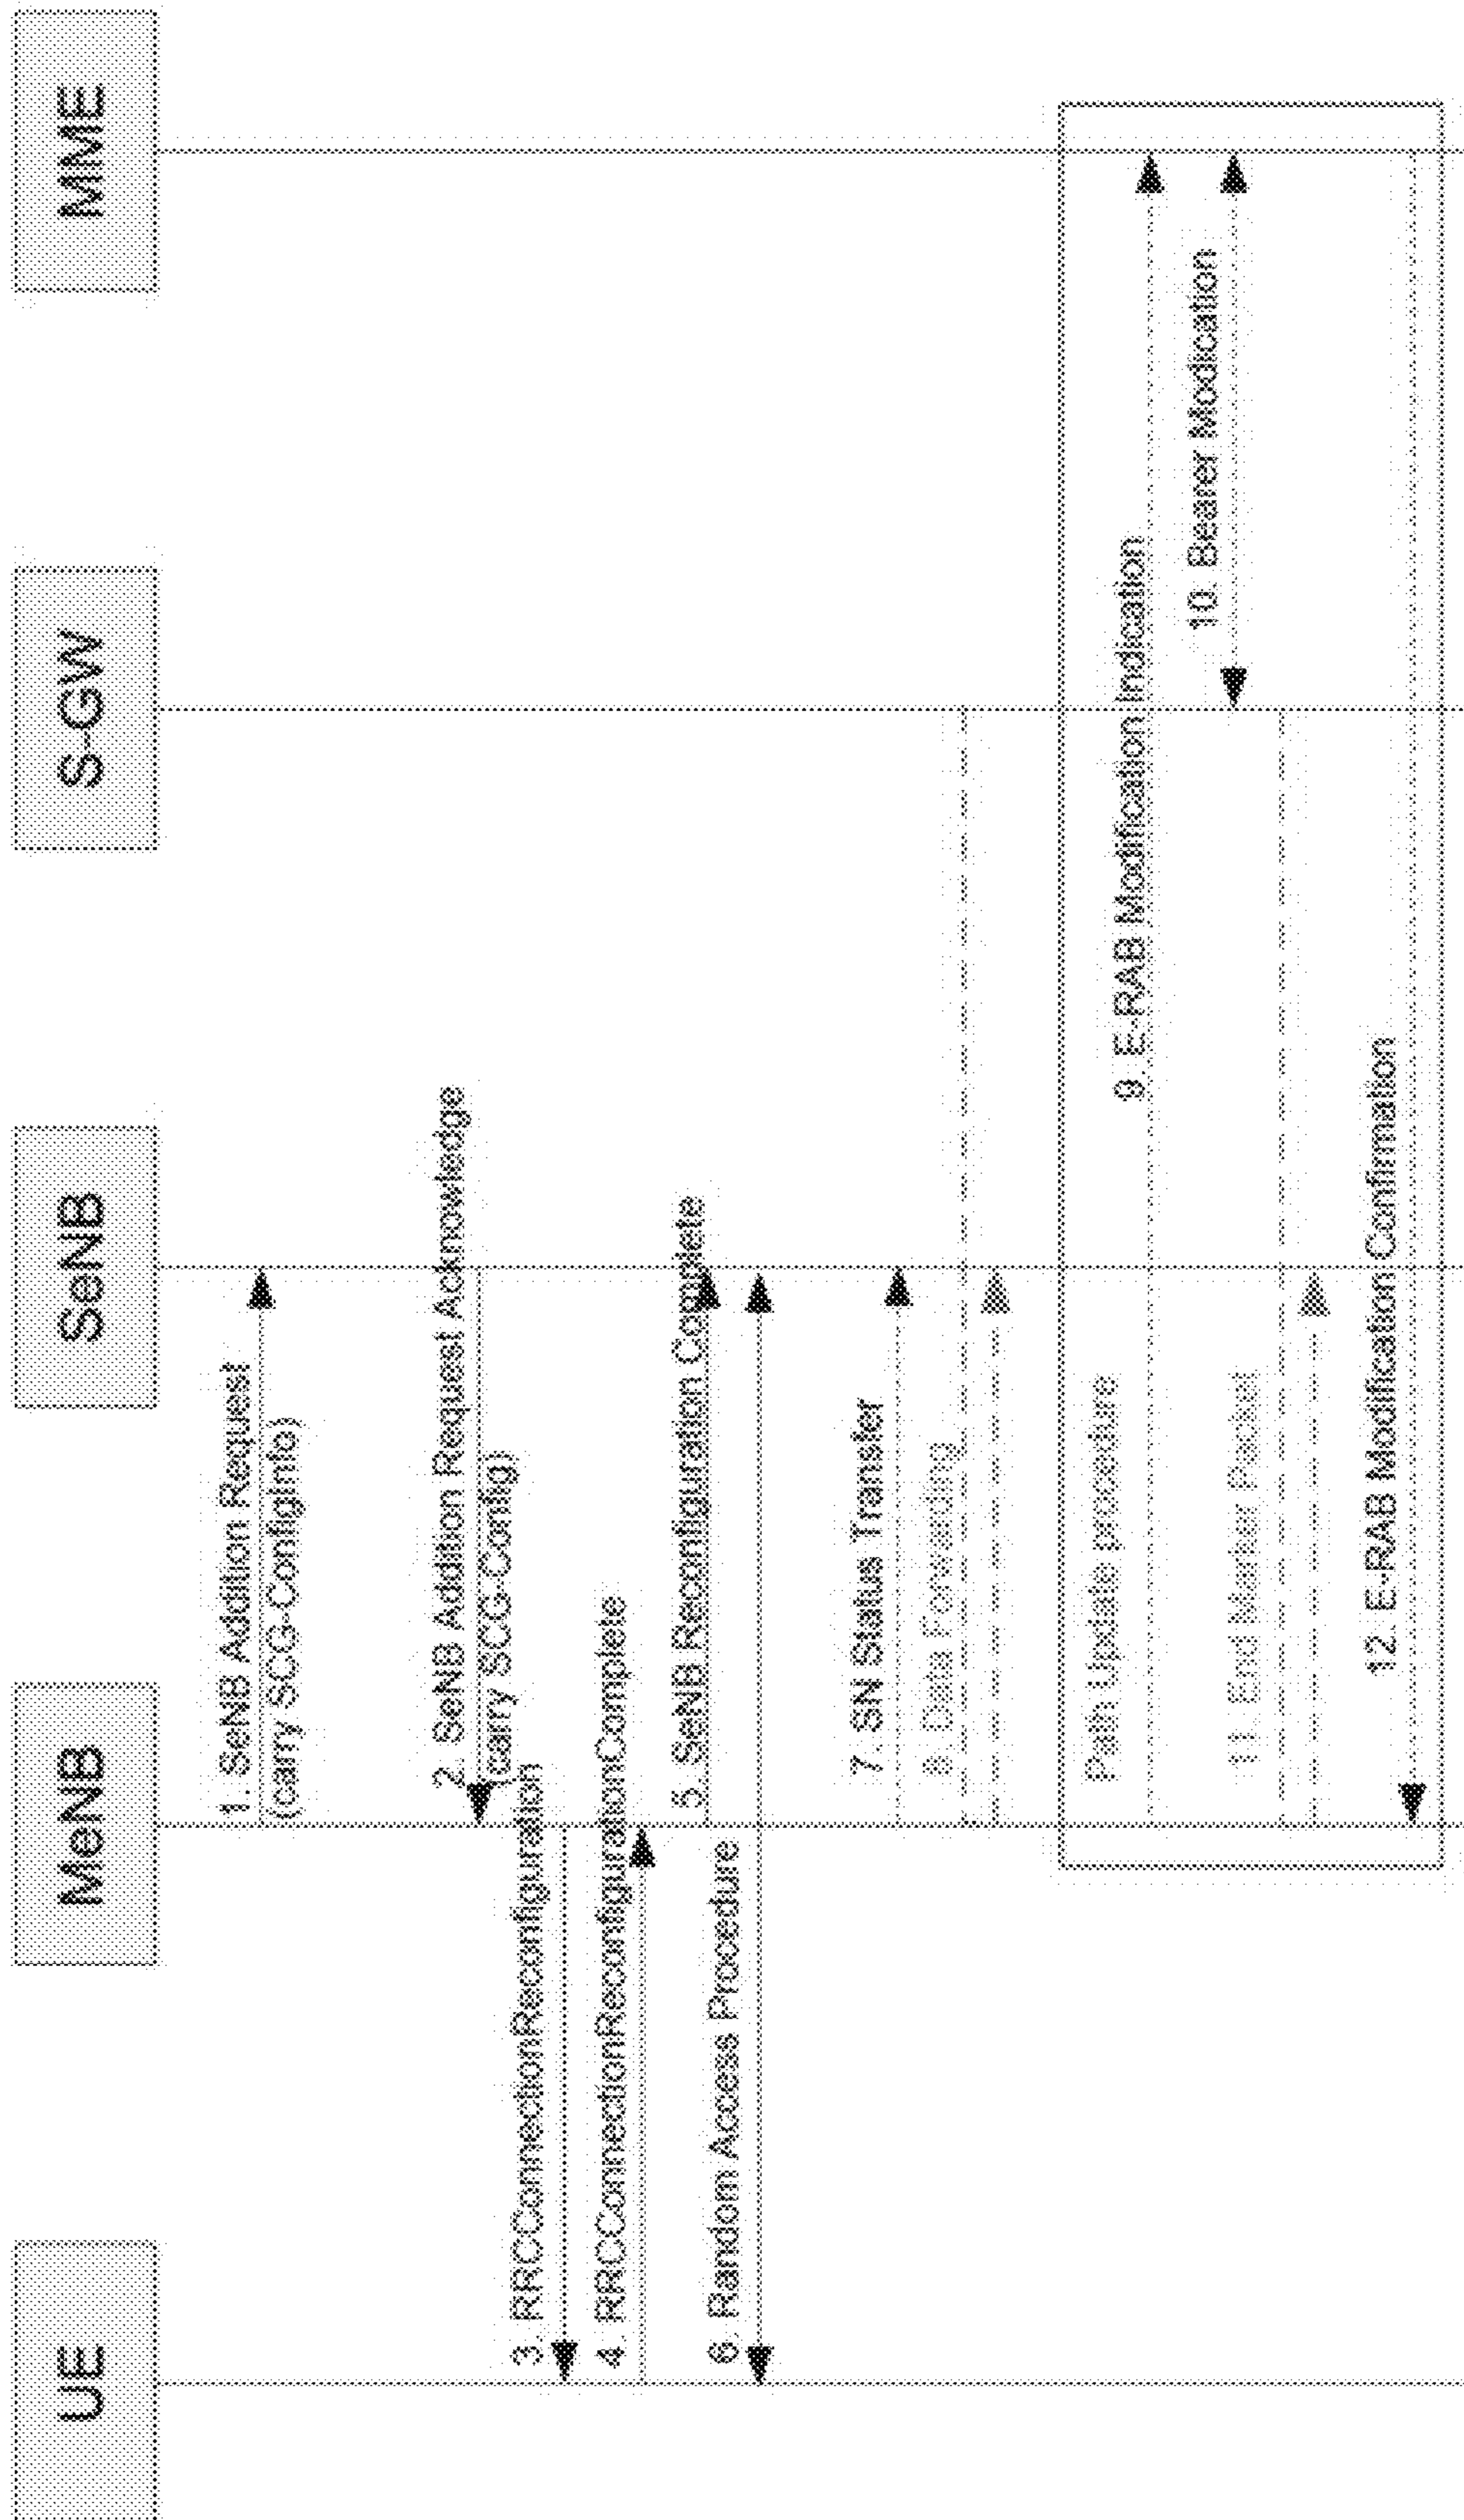 UE
MeNB
SeNB
S-GW
MME
1. SeNB Addition Request
(carry SCG-ConfigInfo)
2. SeNB Addition Request Acknowledge
(carry SCG-Config)
3. RRCConnectionReconfiguration
4. RRCConnectionReconfigurationComplete
5. SeNB Reconfiguration Complete
6. Random Access Procedure
7. SN Status Transfer
8. Data Forwarding
Path Update procedure
9. E-RAB Modification Indication
10. Bearer Modication
11. End Marker Packet
12. E-RAB Modification Confirmation